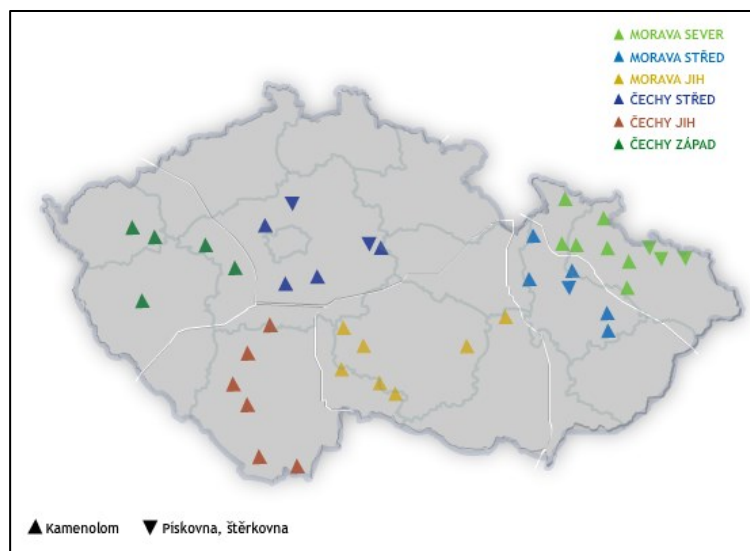 MORAVA SEVER
MORAVA STŘED
MORAVA JIH
ČECHY STŘED
ČECHY JIH
ČECHY ZÁPAD
Kamenolom
Pískovna, štěrkovna